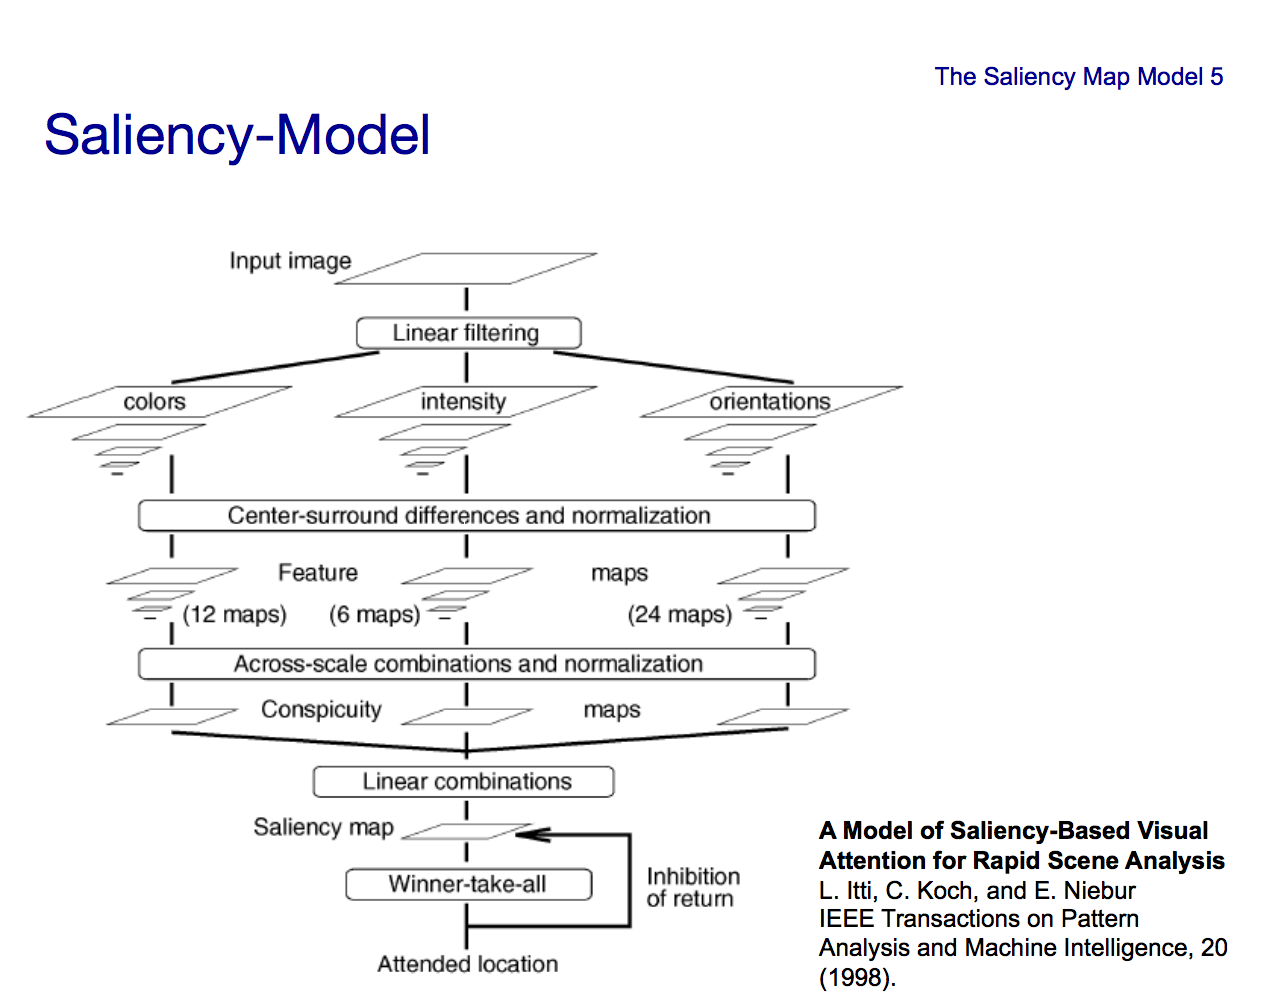 The Saliency Map Model 5
Saliency-Model
Input image
Linear filtering
colors
intensity
orientations
Center-surround differences and normalization
Feature maps
(12 maps) (6 maps) (24 maps)
Across-scale combinations and normalization
Conspicuity maps
Linear combinations
Saliency map
Winner-take-all
Inhibition
of return
Attended location
A Model of Saliency-Based Visual
Attention for Rapid Scene Analysis
L. Itti, C. Koch, and E. Niebur
IEEE Transactions on Pattern
Analysis and Machine Intelligence, 20
(1998).